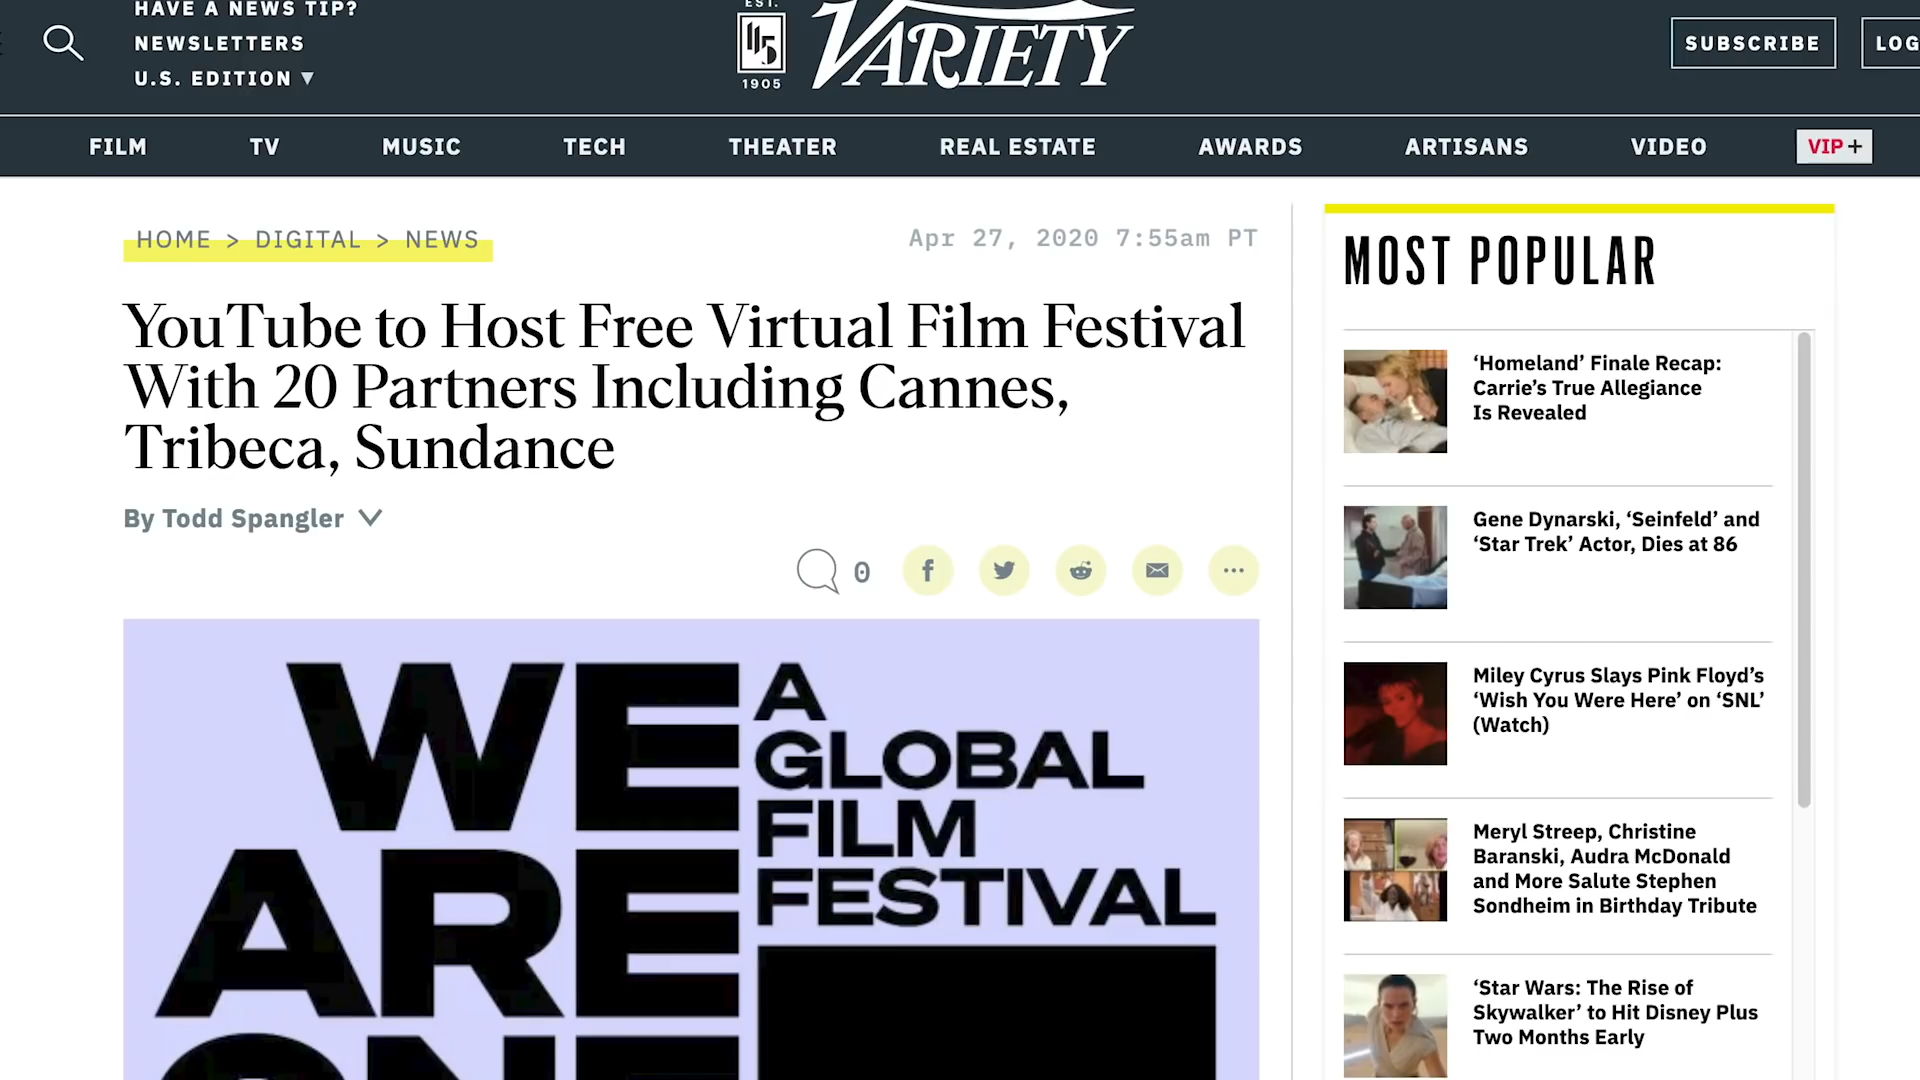 HAVE A NEWS TIP?
NEWSLETTERS
U.S. EDITION ▼
EST.
115
1905
VARIETY
SUBSCRIBE
LOG
FILM
TV
MUSIC
TECH
THEATER
REAL ESTATE
AWARDS
ARTISANS
VIDEO
VIP+
HOME > DIGITAL > NEWS
Apr 27, 2020 7:55am PT
YouTube to Host Free Virtual Film Festival
With 20 Partners Including Cannes,
Tribeca, Sundance
By Todd Spangler
0
WE
ARE
ONE
A
GLOBAL
FILM
FESTIVAL
MOST POPULAR
‘Homeland’ Finale Recap:
Carrie’s True Allegiance
Is Revealed
Gene Dynarski, ‘Seinfeld’ and
‘Star Trek’ Actor, Dies at 86
Miley Cyrus Slays Pink Floyd’s
‘Wish You Were Here’ on ‘SNL’
(Watch)
Meryl Streep, Christine
Baranski, Audra McDonald
and More Salute Stephen
Sondheim in Birthday Tribute
‘Star Wars: The Rise of
Skywalker’ to Hit Disney Plus
Two Months Early